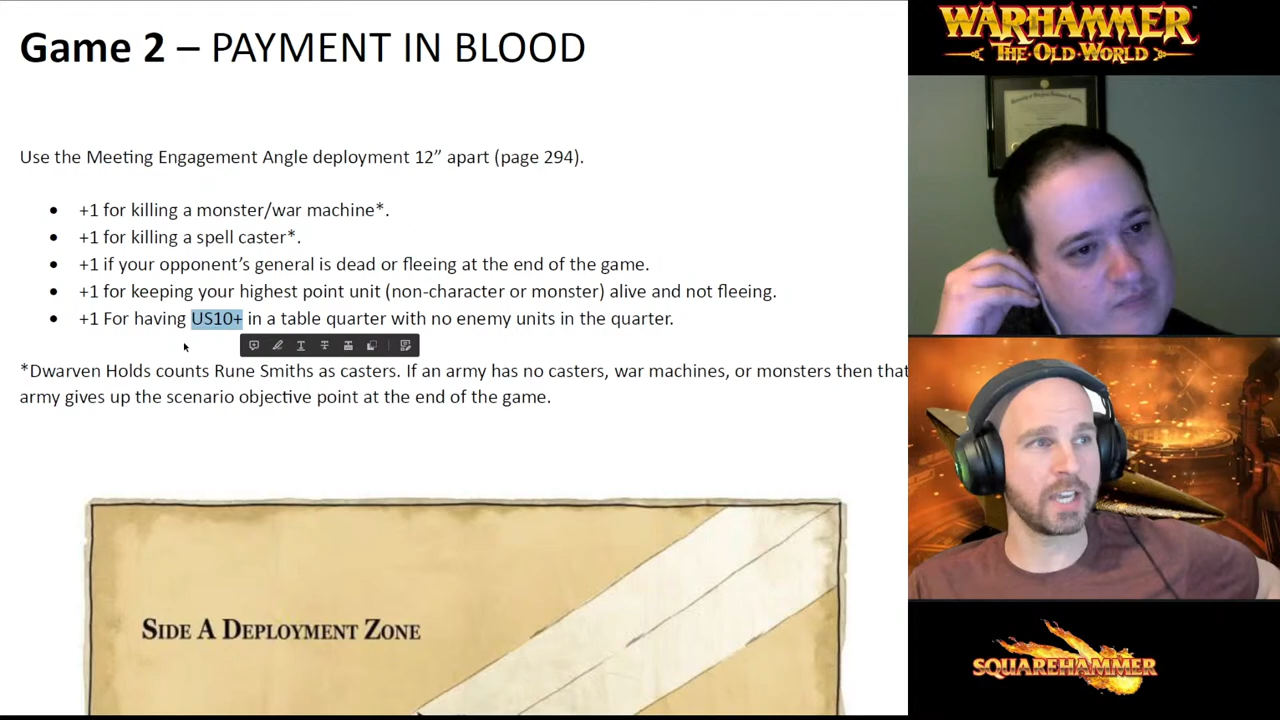 Game 2 – PAYMENT IN BLOOD
Use the Meeting Engagement Angle deployment 12” apart (page 294).
• +1 for killing a monster/war machine*.
• +1 for killing a spell caster*.
• +1 if your opponent’s general is dead or fleeing at the end of the game.
• +1 for keeping your highest point unit (non-character or monster) alive and not fleeing.
• +1 For having US10+ in a table quarter with no enemy units in the quarter.
*Dwarven Holds counts Rune Smiths as casters. If an army has no casters, war machines, or monsters then that
army gives up the scenario objective point at the end of the game.
SIDE A DEPLOYMENT ZONE
WARHAMMER
THE OLD WORLD
SQUAREHAMMER